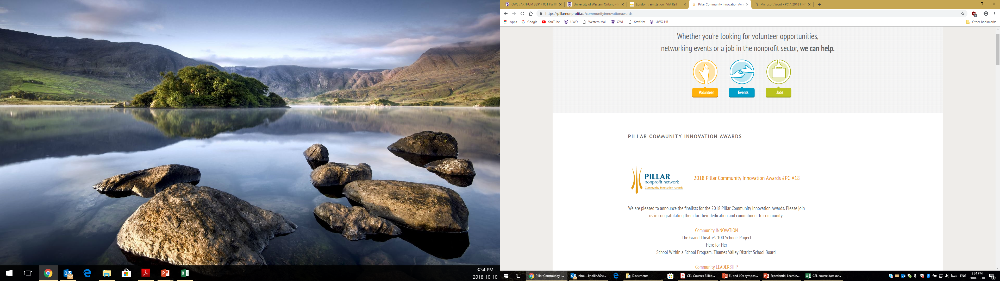 3:34 PM
2018-10-10
OWL : ARTHUM 3391F 001 FW18
University of Western Ontario -
London train station | VIA Rail
Pillar Community Innovation Awa
Microsoft Word - PCIA 2018 FIN
https://pillarnonprofit.ca/communityinnovationawards
Apps
Google
YouTube
UWO
Western Mail
OWL
StaffNet
UWO HR
Other bookmarks
Whether you're looking for volunteer opportunities,
networking events or a job in the nonprofit sector, we can help.
Volunteer
Events
Jobs
PILLAR COMMUNITY INNOVATION AWARDS
PILLAR
nonprofit network
Community Innovation Awards
2018 Pillar Community Innovation Awards #PCIA18
We are pleased to announce the finalists for the 2018 Pillar Community Innovation Awards. Please join
us in congratulating them for their dedication and commitment to community.
Community INNOVATION
The Grand Theatre's 100 Schools Project
Here for Her
School Within a School Program, Thames Valley District School Board
Community LEADERSHIP
Pillar Community I...
Inbox - khollin2@u...
Documents
CEL Courses Billbo...
EL and LOs sympos...
Experiential Learnin...
CEL course data ov...
ENG
3:34 PM
2018-10-10